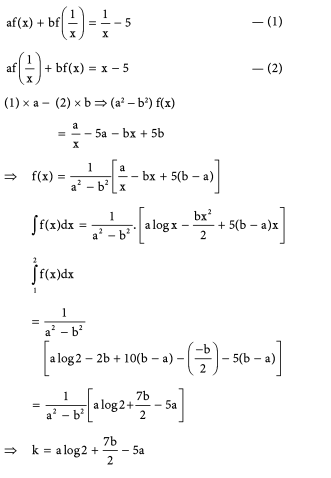 af(x) + bf(1/x) = 1/x − 5 — (1)
af(1/x) + bf(x) = x − 5 — (2)
(1) × a − (2) × b ⇒ (a² − b²) f(x)
= a/x − 5a − bx + 5b
⇒ f(x) = 1/(a² − b²) [a/x − bx + 5(b − a)]
∫f(x)dx = 1/(a² − b²) . [a log x − bx²/2 + 5(b − a)x]
∫₁² f(x)dx
= 1/(a² − b²)
[a log 2 − 2b + 10(b − a) − (−b/2) − 5(b − a)]
= 1/(a² − b²) [a log 2 + 7b/2 − 5a]
⇒ k = a log 2 + 7b/2 − 5a